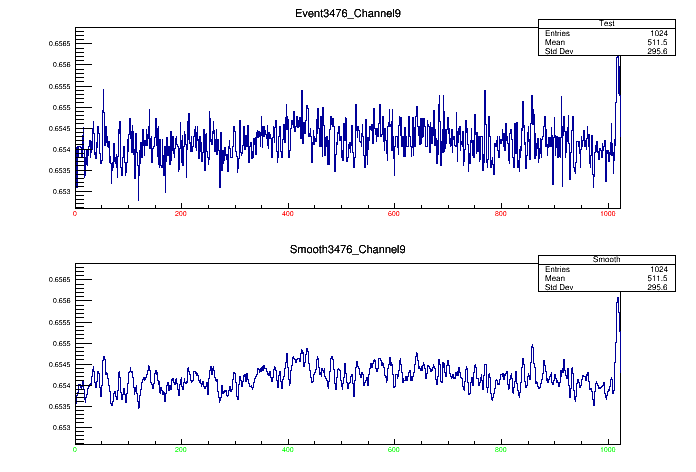 Event3476_Channel9
Test
Entries 1024
Mean 511.5
Std Dev 295.6
0.6565
0.656
0.6555
0.655
0.6545
0.654
0.6535
0.653
0 200 400 600 800 1000
Smooth3476_Channel9
Smooth
Entries 1024
Mean 511.5
Std Dev 295.6
0.6565
0.656
0.6555
0.655
0.6545
0.654
0.6535
0.653
0 200 400 600 800 1000